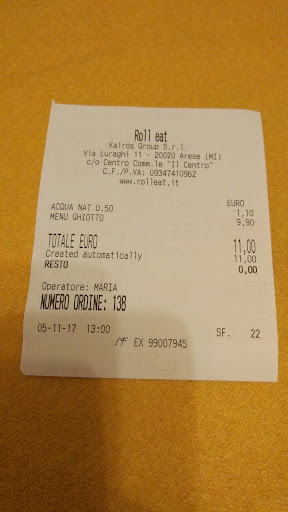 Roll eat
Kairos Group S.r.l.
Via Luraghi 11 - 20020 Arese (MI)
c/o Centro Comm.le "Il Centro"
C.F./P.IVA: 09347410962
www.rolleat.it
EURO
ACQUA NAT 0.50 1,10
MENU GHIOTTO 9,90
TOTALE EURO 11,00
Created automatically 11,00
RESTO 0,00
Operatore: MARIA
NUMERO ORDINE: 138
05-11-17 13:00 SF. 22
MF EX 99007945